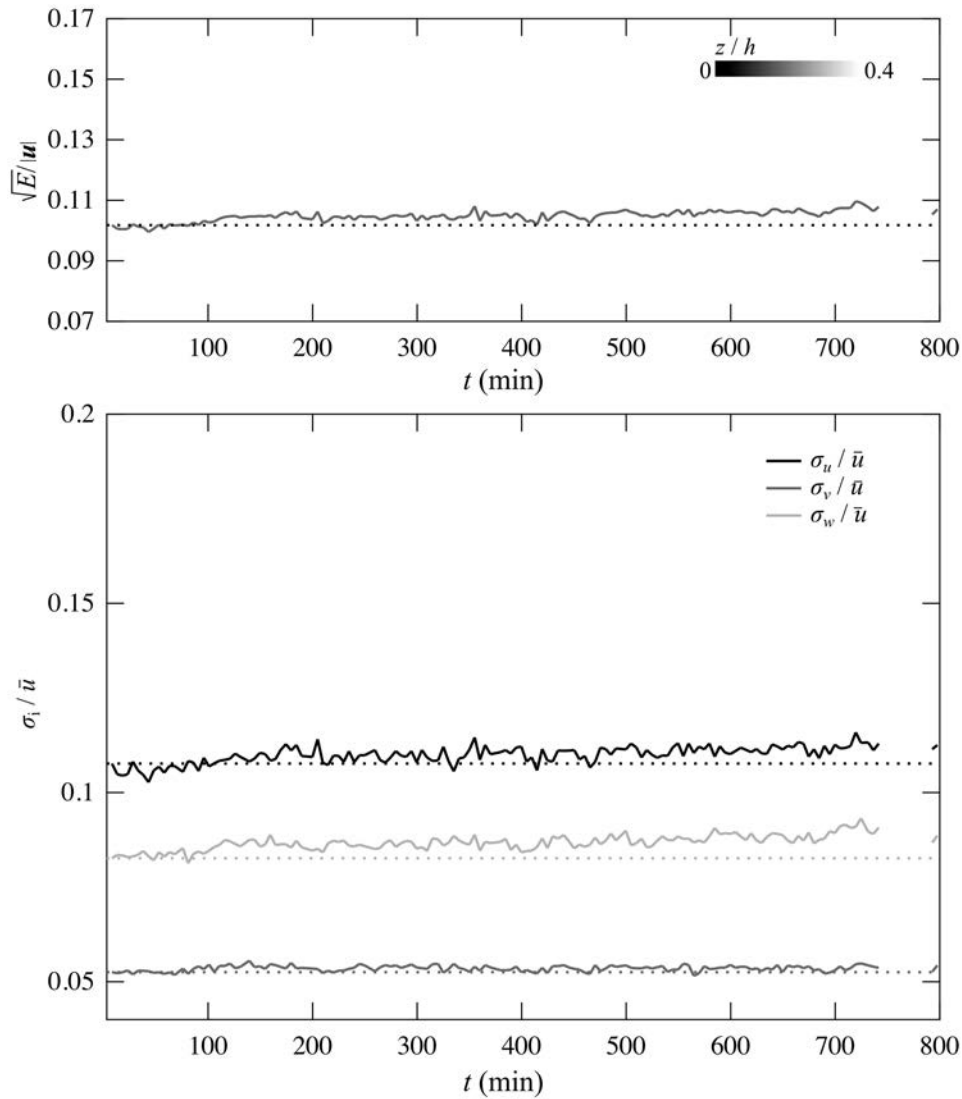 0.17
0.15
0.13
0.11
0.09
0.07
√E/|u|
z / h
0 0.4
100 200 300 400 500 600 700 800
t (min)
0.2
0.15
0.1
0.05
σi / ū
σu / ū
σv / ū
σw / ū
100 200 300 400 500 600 700 800
t (min)